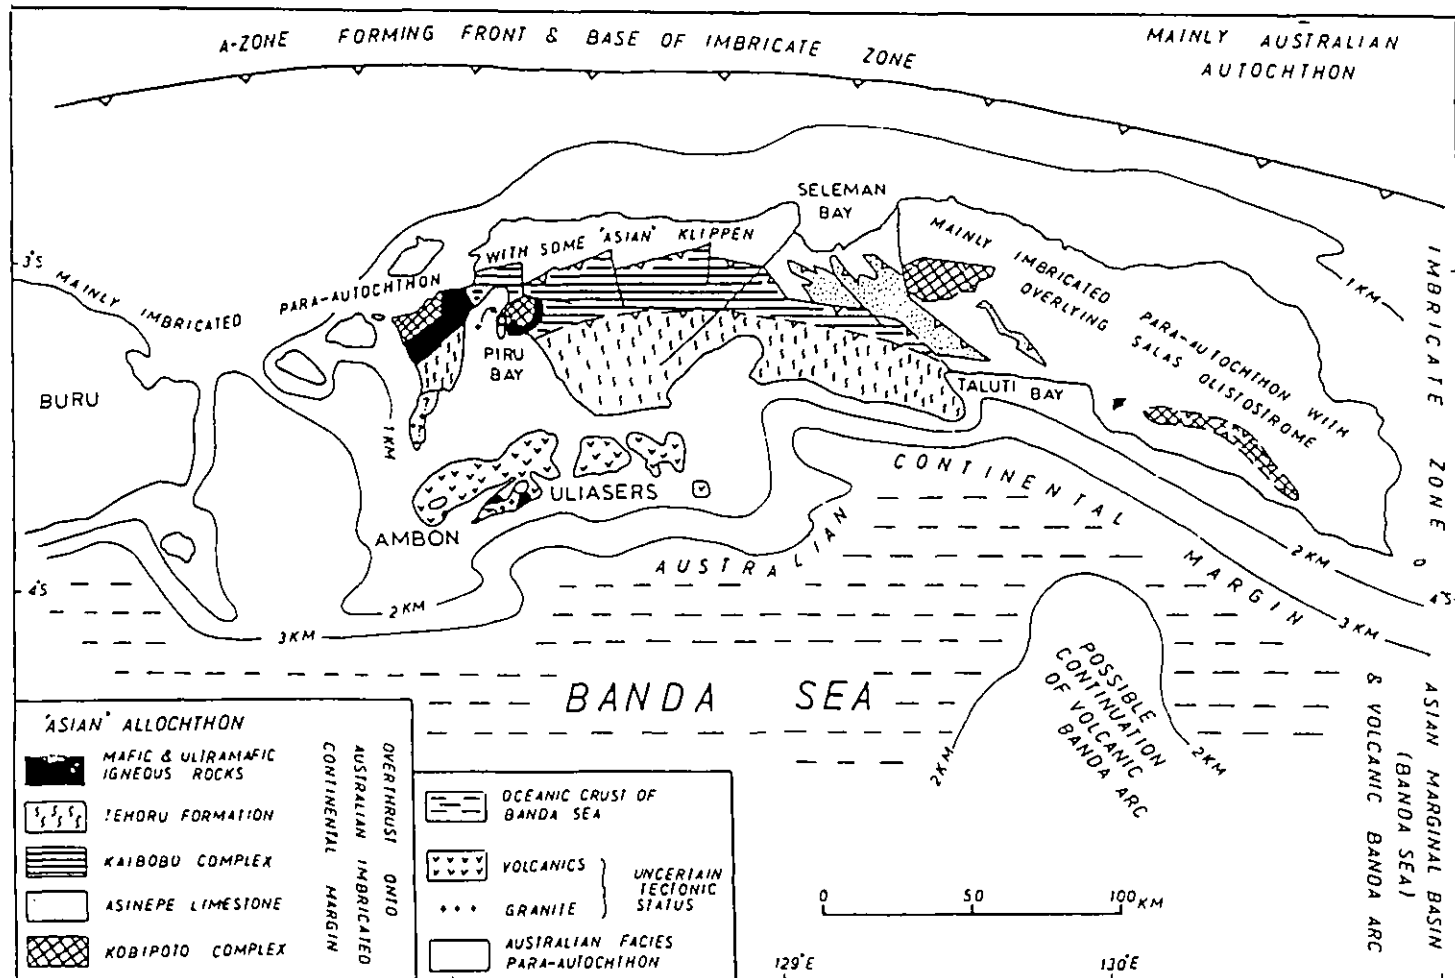 A-ZONE FORMING FRONT & BASE OF IMBRICATE ZONE
MAINLY AUSTRALIAN
AUTOCHTHON
SELEMAN
BAY
3°S
MAINLY IMBRICATED PARA-AUTOCHTHON WITH SOME 'ASIAN' KLIPPEN
MAINLY IMBRICATED PARA-AUTOCHTHON WITH
OVERLYING SALAS OLISTOSTROME
1KM
IMBRICATE ZONE
BURU
PIRU
BAY
TALUTI BAY
?
1KM
ULIASERS
AMBON
AUSTRALIAN CONTINENTAL MARGIN
4°S
4°S
2KM
3KM
2KM
3KM
BANDA SEA
POSSIBLE
CONTINUATION
OF VOLCANIC
BANDA ARC
2KM
2KM
ASIAN MARGINAL BASIN
(BANDA SEA)
& VOLCANIC BANDA ARC
'ASIAN' ALLOCHTHON
MAFIC & ULTRAMAFIC
IGNEOUS ROCKS
TEHORU FORMATION
KAIBOBU COMPLEX
ASINEPE LIMESTONE
KOBIPOTO COMPLEX
OVERTHRUST ONTO
AUSTRALIAN IMBRICATED
CONTINENTAL MARGIN
OCEANIC CRUST OF
BANDA SEA
VOLCANICS
GRANITE
UNCERTAIN
TECTONIC
STATUS
AUSTRALIAN FACIES
PARA-AUTOCHTHON
0 50 100KM
129°E 130°E